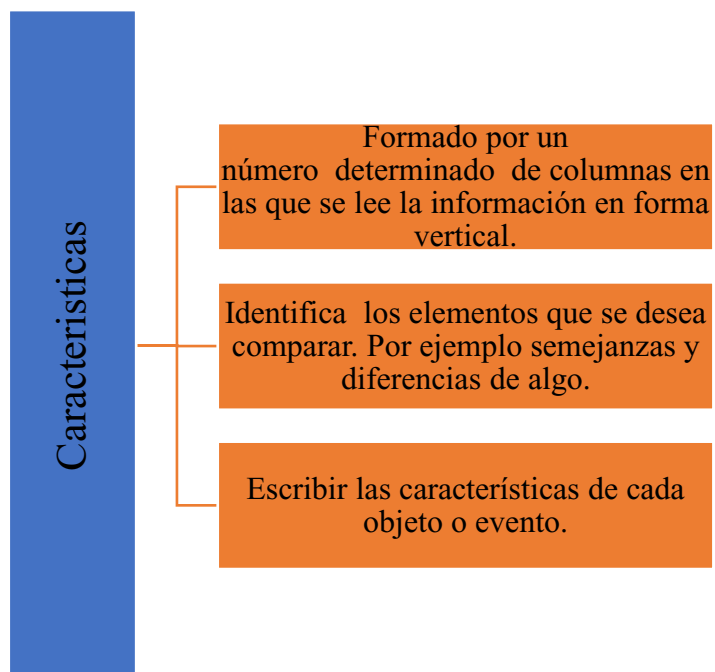 Caracteristicas
Formado por un
número determinado de columnas en
las que se lee la información en forma
vertical.
Identifica los elementos que se desea
comparar. Por ejemplo semejanzas y
diferencias de algo.
Escribir las características de cada
objeto o evento.